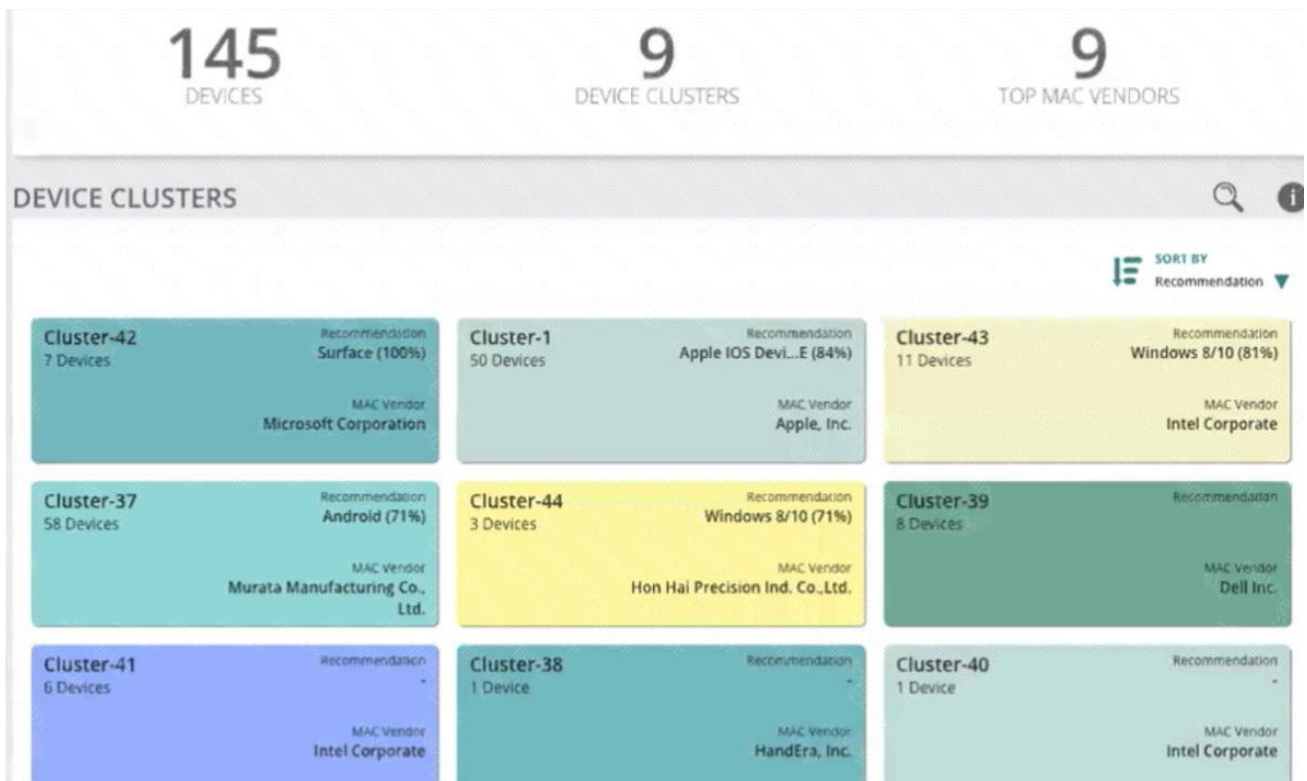 145
DEVICES
9
DEVICE CLUSTERS
9
TOP MAC VENDORS
DEVICE CLUSTERS
SORT BY
Recommendation
Cluster-42
7 Devices
Recommendation
Surface (100%)
MAC Vendor
Microsoft Corporation
Cluster-1
50 Devices
Recommendation
Apple IOS Devi...E (84%)
MAC Vendor
Apple, Inc.
Cluster-43
11 Devices
Recommendation
Windows 8/10 (81%)
MAC Vendor
Intel Corporate
Cluster-37
58 Devices
Recommendation
Android (71%)
MAC Vendor
Murata Manufacturing Co.,
Ltd.
Cluster-44
3 Devices
Recommendation
Windows 8/10 (71%)
MAC Vendor
Hon Hai Precision Ind. Co.,Ltd.
Cluster-39
8 Devices
Recommendation
MAC Vendor
Dell Inc.
Cluster-41
6 Devices
Recommendation
-
MAC Vendor
Intel Corporate
Cluster-38
1 Device
Recommendation
-
MAC Vendor
HandEra, Inc.
Cluster-40
1 Device
Recommendation
-
MAC Vendor
Intel Corporate